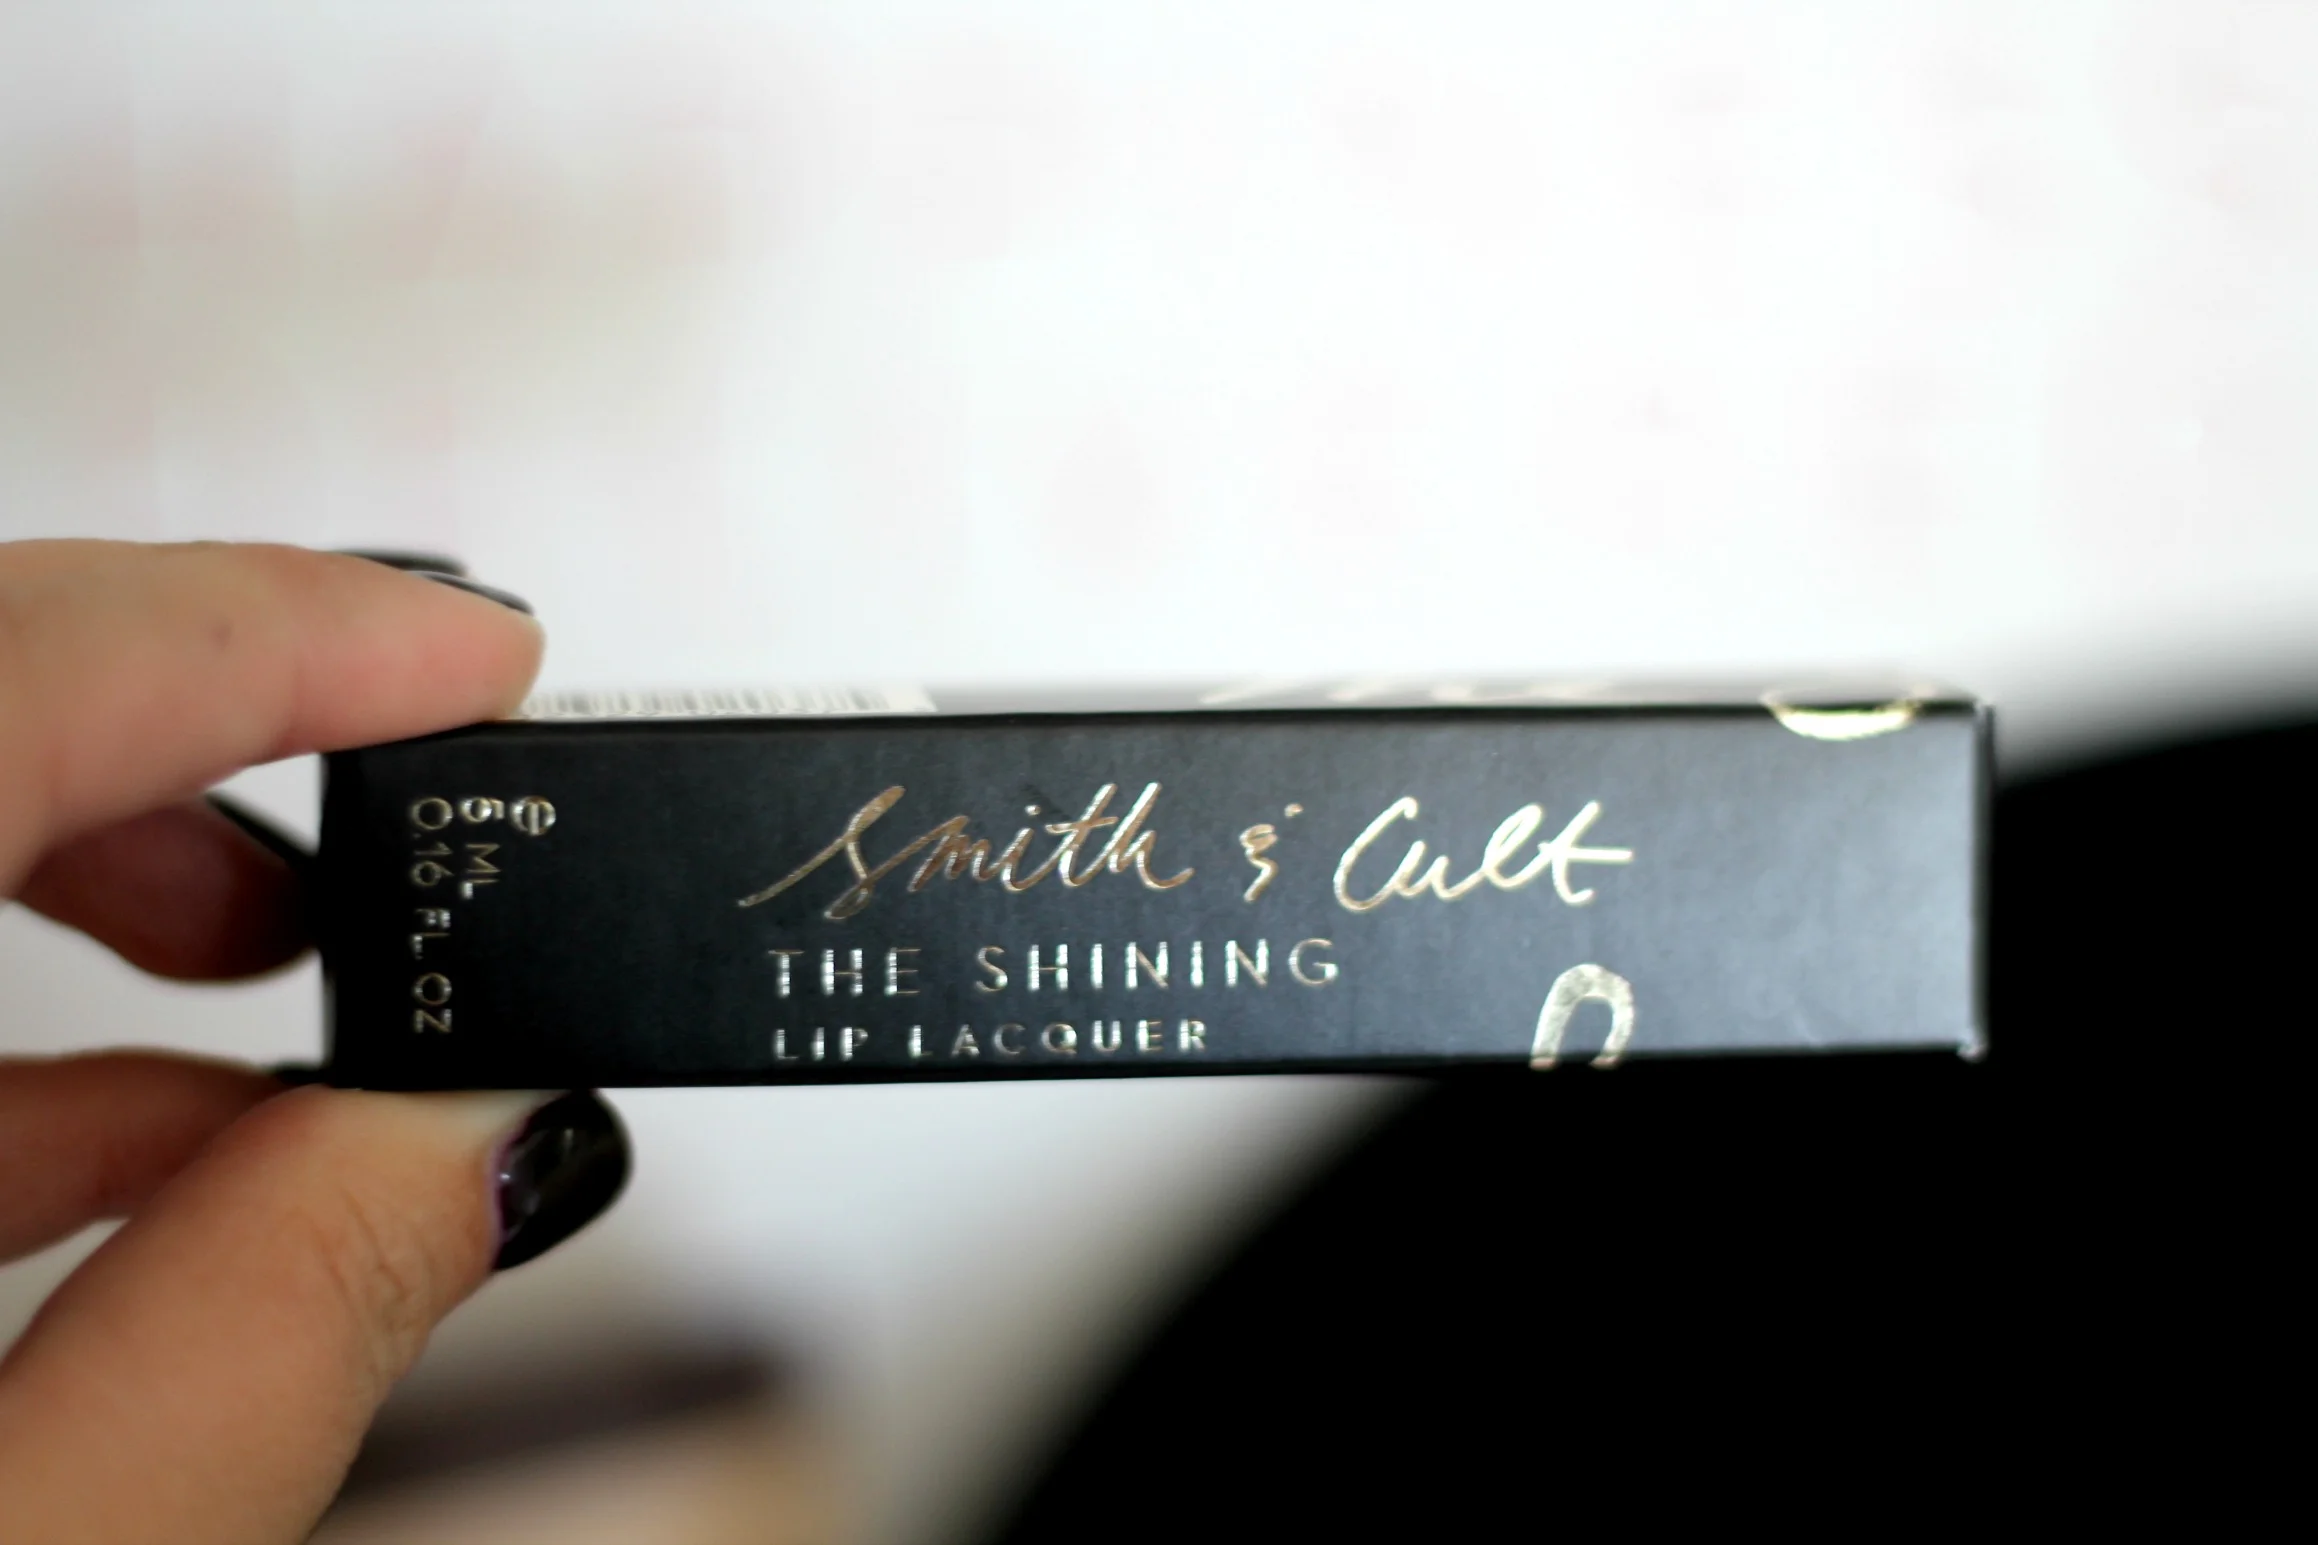 Smith & Cult
THE SHINING
LIP LACQUER
℮
5 ML
0.16 FL. OZ